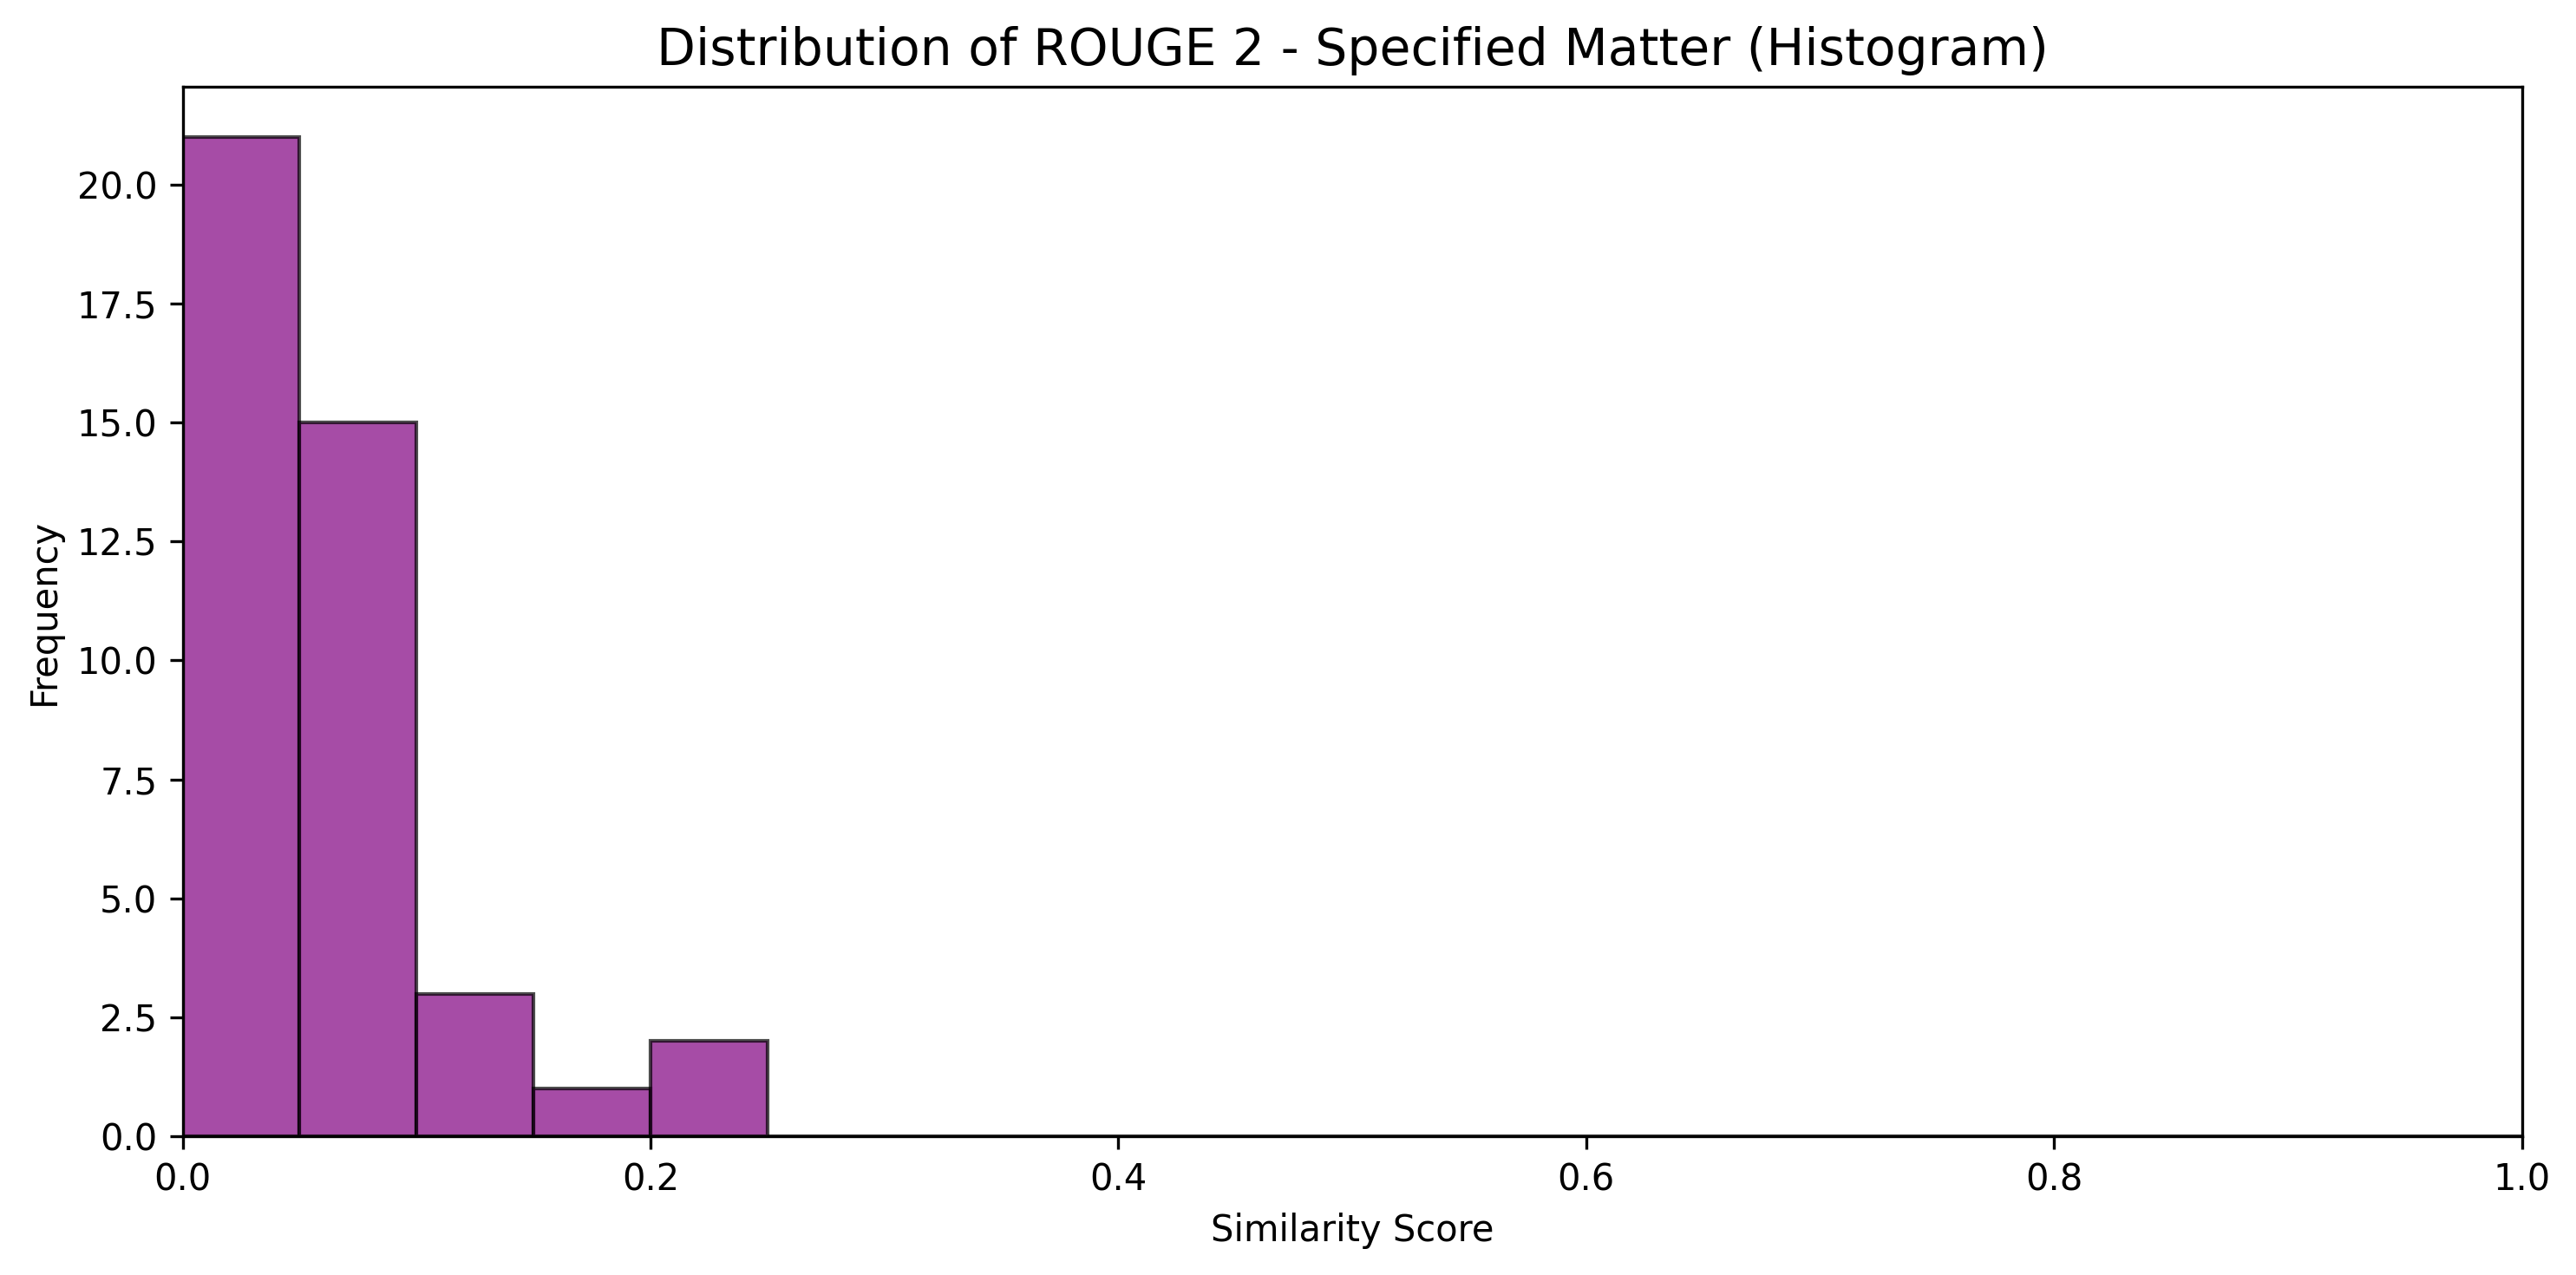 Distribution of ROUGE 2 - Specified Matter (Histogram)
Frequency
20.0
17.5
15.0
12.5
10.0
7.5
5.0
2.5
0.0
0.0 0.2 0.4 0.6 0.8 1.0
Similarity Score